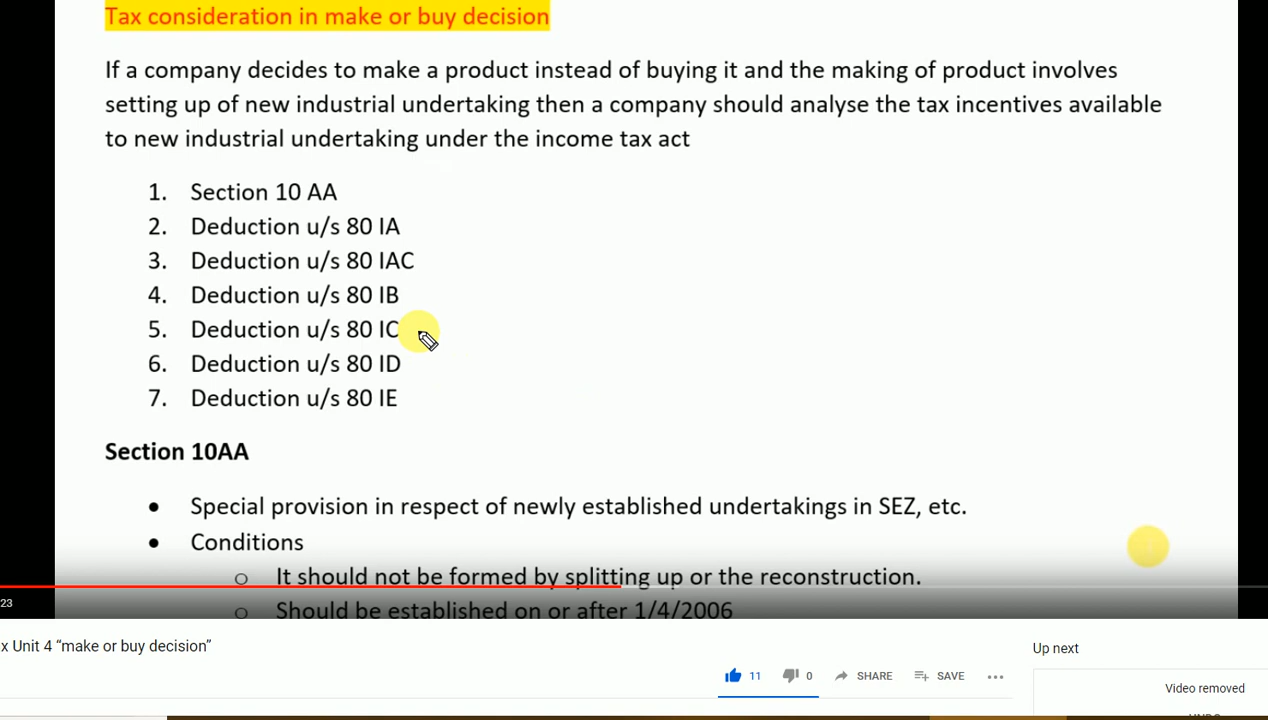 Tax consideration in make or buy decision
If a company decides to make a product instead of buying it and the making of product involves
setting up of new industrial undertaking then a company should analyse the tax incentives available
to new industrial undertaking under the income tax act
1. Section 10 AA
2. Deduction u/s 80 IA
3. Deduction u/s 80 IAC
4. Deduction u/s 80 IB
5. Deduction u/s 80 IC
6. Deduction u/s 80 ID
7. Deduction u/s 80 IE
Section 10AA
• Special provision in respect of newly established undertakings in SEZ, etc.
• Conditions
o It should not be formed by splitting up or the reconstruction.
o Should be established on or after 1/4/2006
23
x Unit 4 “make or buy decision”
Up next
11 0 SHARE SAVE
Video removed